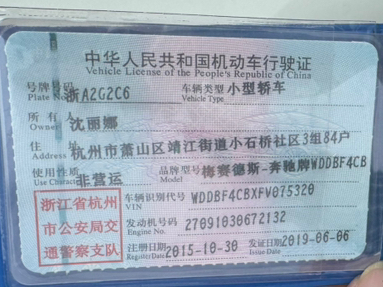 中华人民共和国机动车行驶证
Vehicle License of the People's Republic of China
号牌号码 浙A2G2C6 车辆类型 小型轿车
Plate No. Vehicle Type
所有人 沈丽娜
Owner
住址 杭州市萧山区靖江街道小石桥社区3组84户
Address
使用性质 非营运 品牌型号 梅赛德斯-奔驰牌WDDBF4CB
Use Character Model
浙江省杭州市公安局交通警察支队
车辆识别代号 WDDBF4CBXFV075320
VIN
发动机号码 27091030672132
Engine No.
注册日期 2015-10-30 发证日期 2019-06-06
Register Date Issue Date